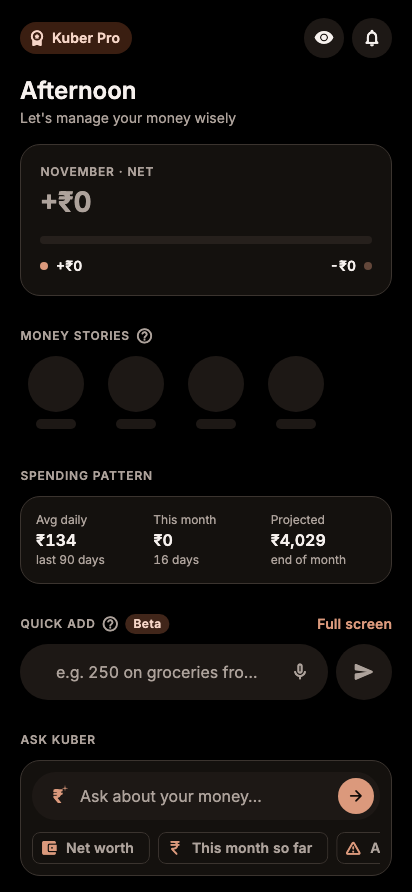 Kuber Pro
Afternoon
Let's manage your money wisely
NOVEMBER · NET
+₹0
+₹0 -₹0
MONEY STORIES
SPENDING PATTERN
Avg daily This month Projected
₹134 ₹0 ₹4,029
last 90 days 16 days end of month
QUICK ADD Beta Full screen
e.g. 250 on groceries fro...
ASK KUBER
₹ Ask about your money...
Net worth ₹ This month so far A